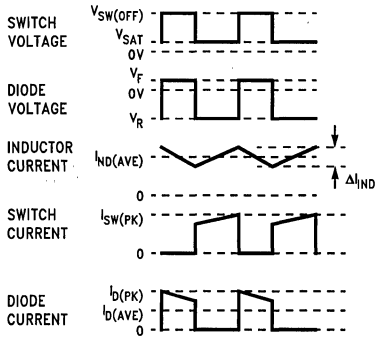 SWITCH
VOLTAGE
VSW(OFF)
VSAT
0V
DIODE
VOLTAGE
VF
0V
VR
INDUCTOR
CURRENT
IIND(AVE)
ΔIIND
0
SWITCH
CURRENT
ISW(PK)
0
DIODE
CURRENT
ID(PK)
ID(AVE)
0